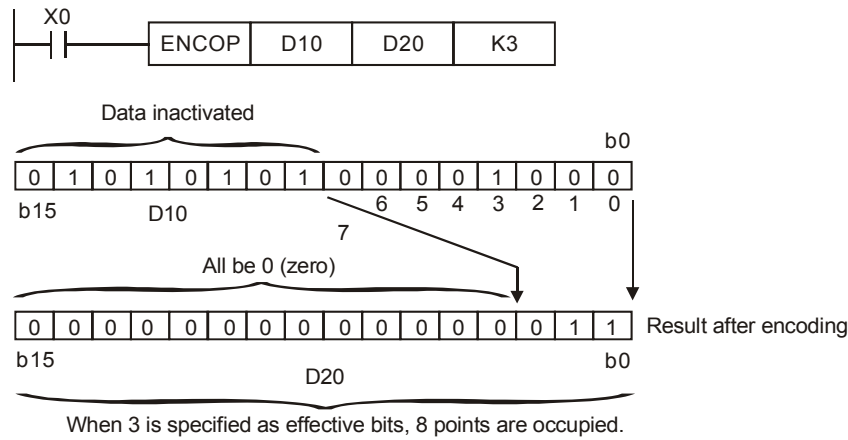 X0
ENCOP D10 D20 K3
Data inactivated
b0
0 1 0 1 0 1 0 1 0 0 0 0 1 0 0 0
b15 D10 7 6 5 4 3 2 1 0
All be 0 (zero)
0 0 0 0 0 0 0 0 0 0 0 0 0 0 1 1 Result after encoding
b15 D20 b0
When 3 is specified as effective bits, 8 points are occupied.